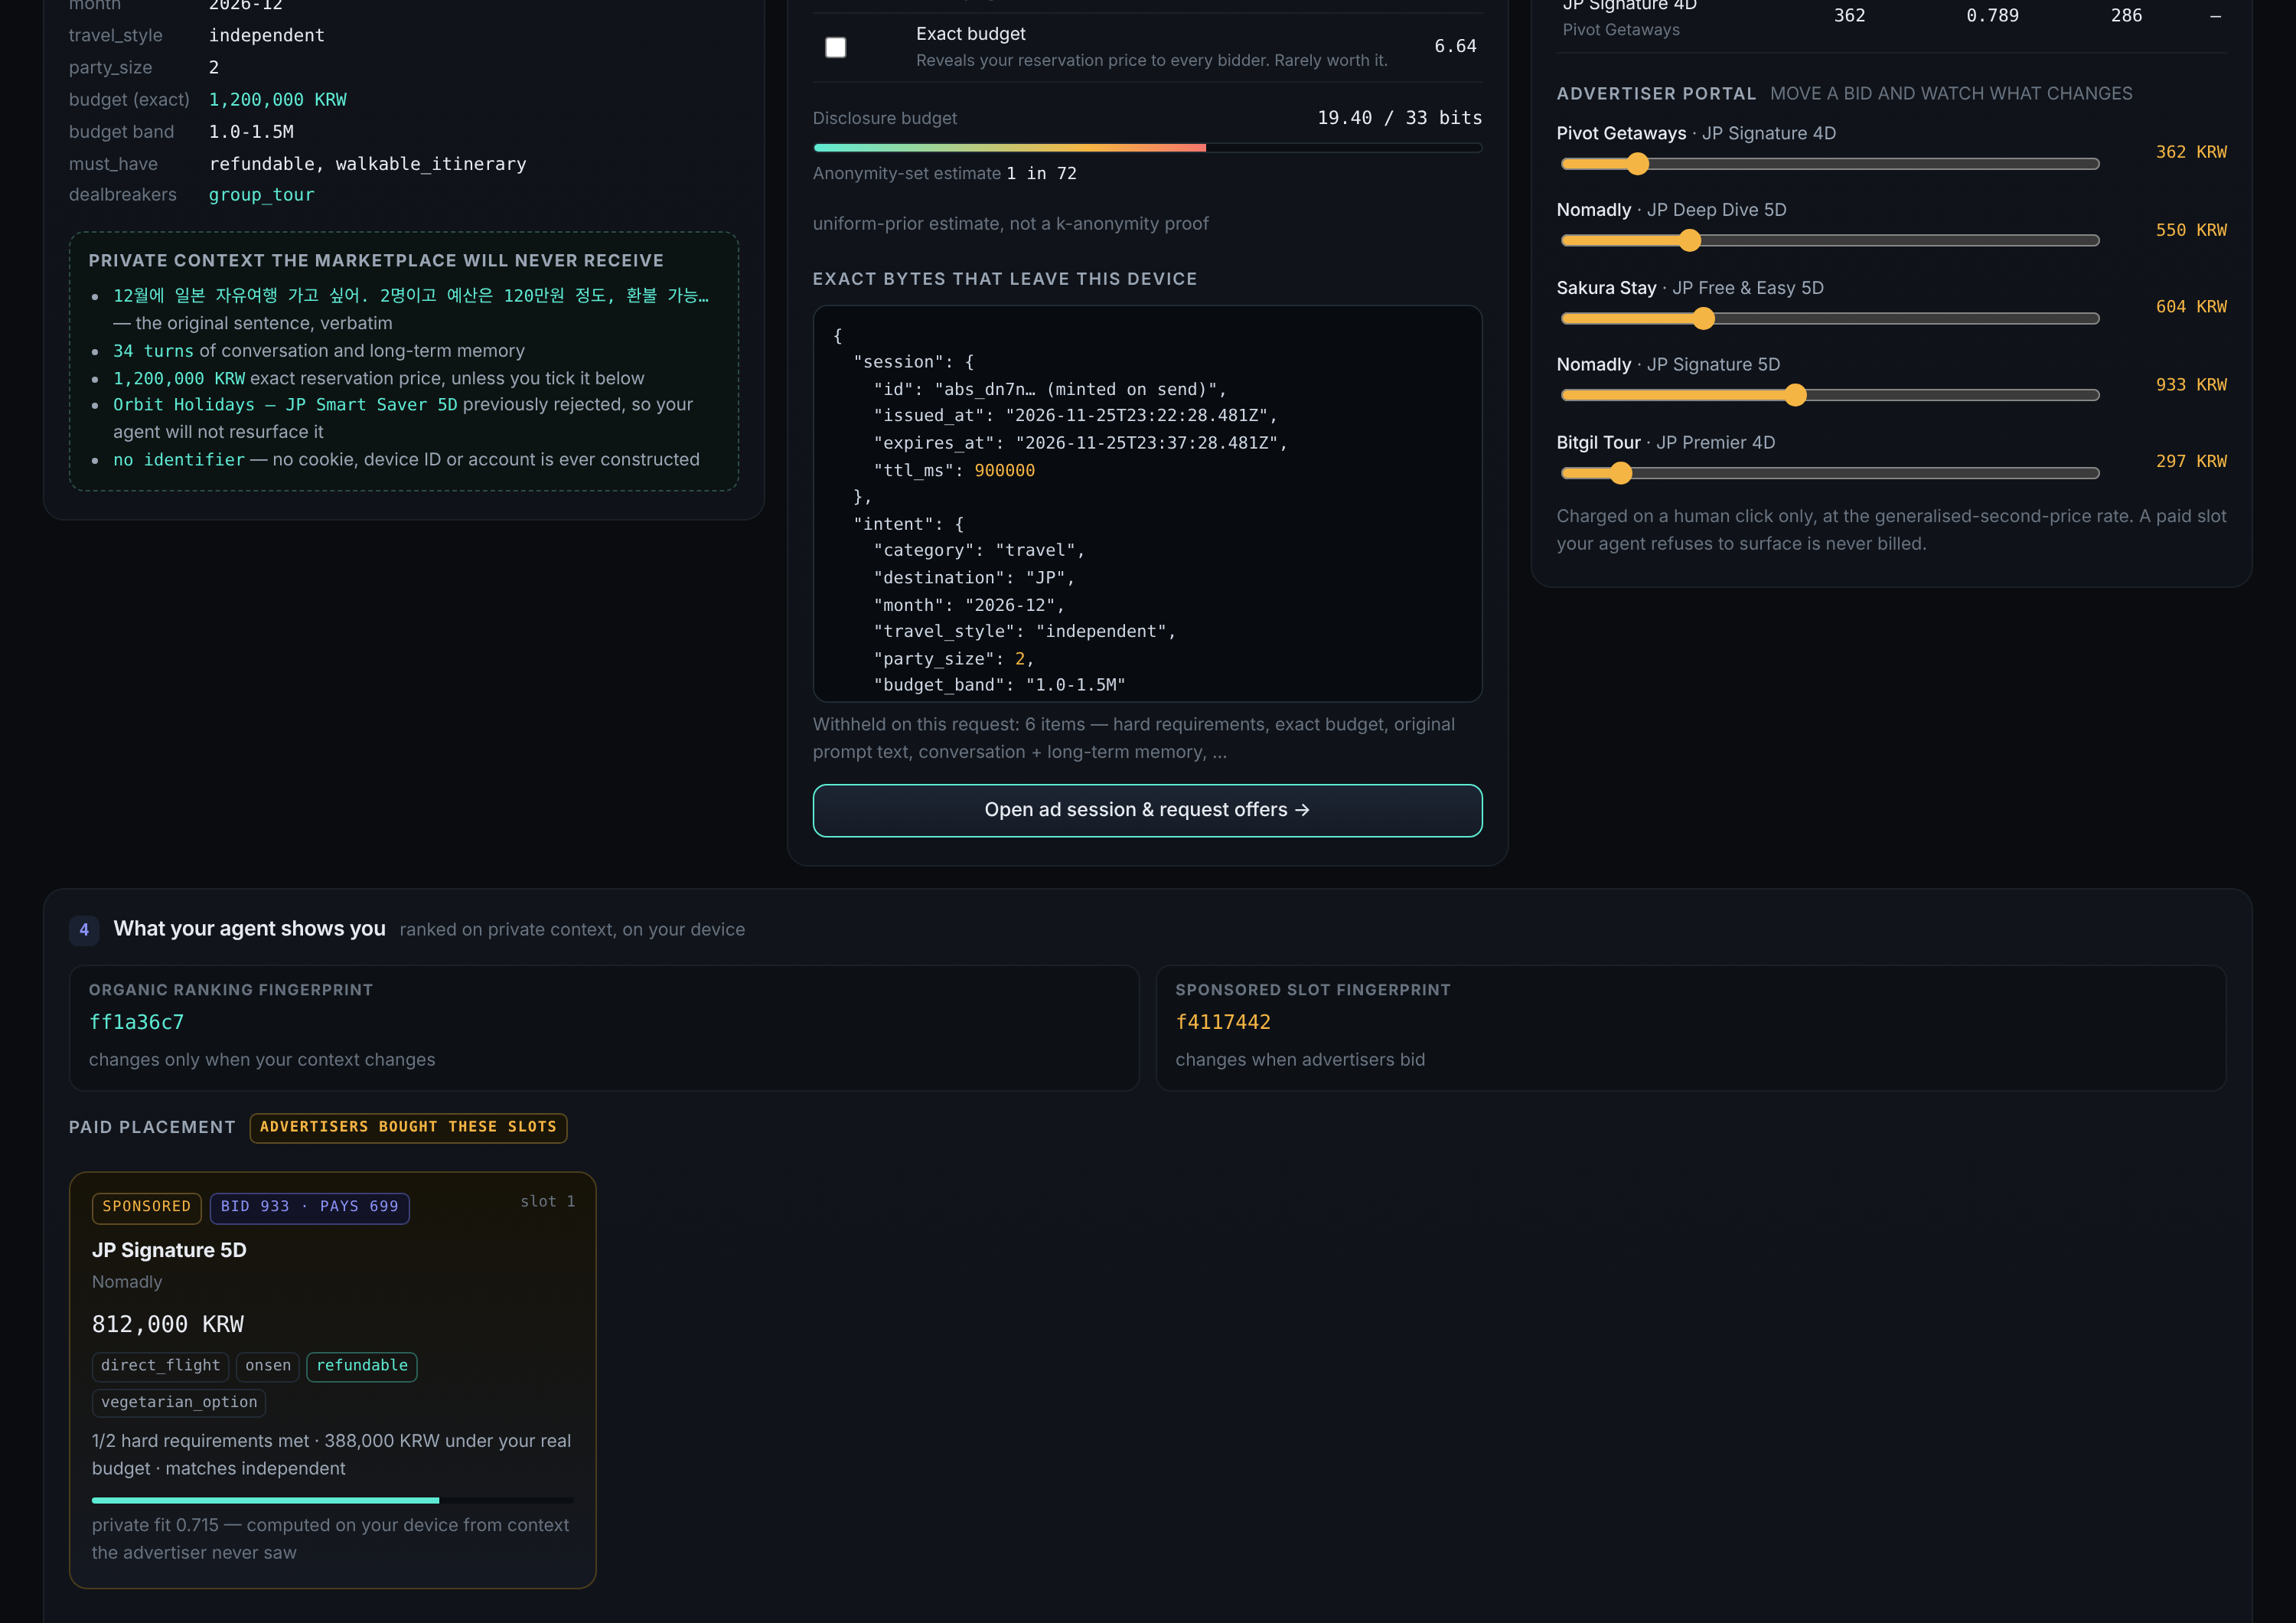 month 2026-12
travel_style independent
party_size 2
budget (exact) 1,200,000 KRW
budget band 1.0-1.5M
must_have refundable, walkable_itinerary
dealbreakers group_tour
PRIVATE CONTEXT THE MARKETPLACE WILL NEVER RECEIVE
• 12월에 일본 자유여행 가고 싶어. 2명이고 예산은 120만원 정도, 환불 가능…
— the original sentence, verbatim
• 34 turns of conversation and long-term memory
• 1,200,000 KRW exact reservation price, unless you tick it below
• Orbit Holidays — JP Smart Saver 5D previously rejected, so your
agent will not resurface it
• no identifier — no cookie, device ID or account is ever constructed
Exact budget 6.64
Reveals your reservation price to every bidder. Rarely worth it.
Disclosure budget 19.40 / 33 bits
Anonymity-set estimate 1 in 72
uniform-prior estimate, not a k-anonymity proof
EXACT BYTES THAT LEAVE THIS DEVICE
{
"session": {
"id": "abs_dn7n… (minted on send)",
"issued_at": "2026-11-25T23:22:28.481Z",
"expires_at": "2026-11-25T23:37:28.481Z",
"ttl_ms": 900000
},
"intent": {
"category": "travel",
"destination": "JP",
"month": "2026-12",
"travel_style": "independent",
"party_size": 2,
"budget_band": "1.0-1.5M"
Withheld on this request: 6 items — hard requirements, exact budget, original
prompt text, conversation + long-term memory, …
Open ad session & request offers →
JP Signature 4D 362 0.789 286 —
Pivot Getaways
ADVERTISER PORTAL MOVE A BID AND WATCH WHAT CHANGES
Pivot Getaways · JP Signature 4D
362 KRW
Nomadly · JP Deep Dive 5D
550 KRW
Sakura Stay · JP Free & Easy 5D
604 KRW
Nomadly · JP Signature 5D
933 KRW
Bitgil Tour · JP Premier 4D
297 KRW
Charged on a human click only, at the generalised-second-price rate. A paid slot
your agent refuses to surface is never billed.
4 What your agent shows you ranked on private context, on your device
ORGANIC RANKING FINGERPRINT
ff1a36c7
changes only when your context changes
SPONSORED SLOT FINGERPRINT
f4117442
changes when advertisers bid
PAID PLACEMENT ADVERTISERS BOUGHT THESE SLOTS
SPONSORED BID 933 · PAYS 699 slot 1
JP Signature 5D
Nomadly
812,000 KRW
direct_flight onsen refundable
vegetarian_option
1/2 hard requirements met · 388,000 KRW under your real
budget · matches independent
private fit 0.715 — computed on your device from context
the advertiser never saw